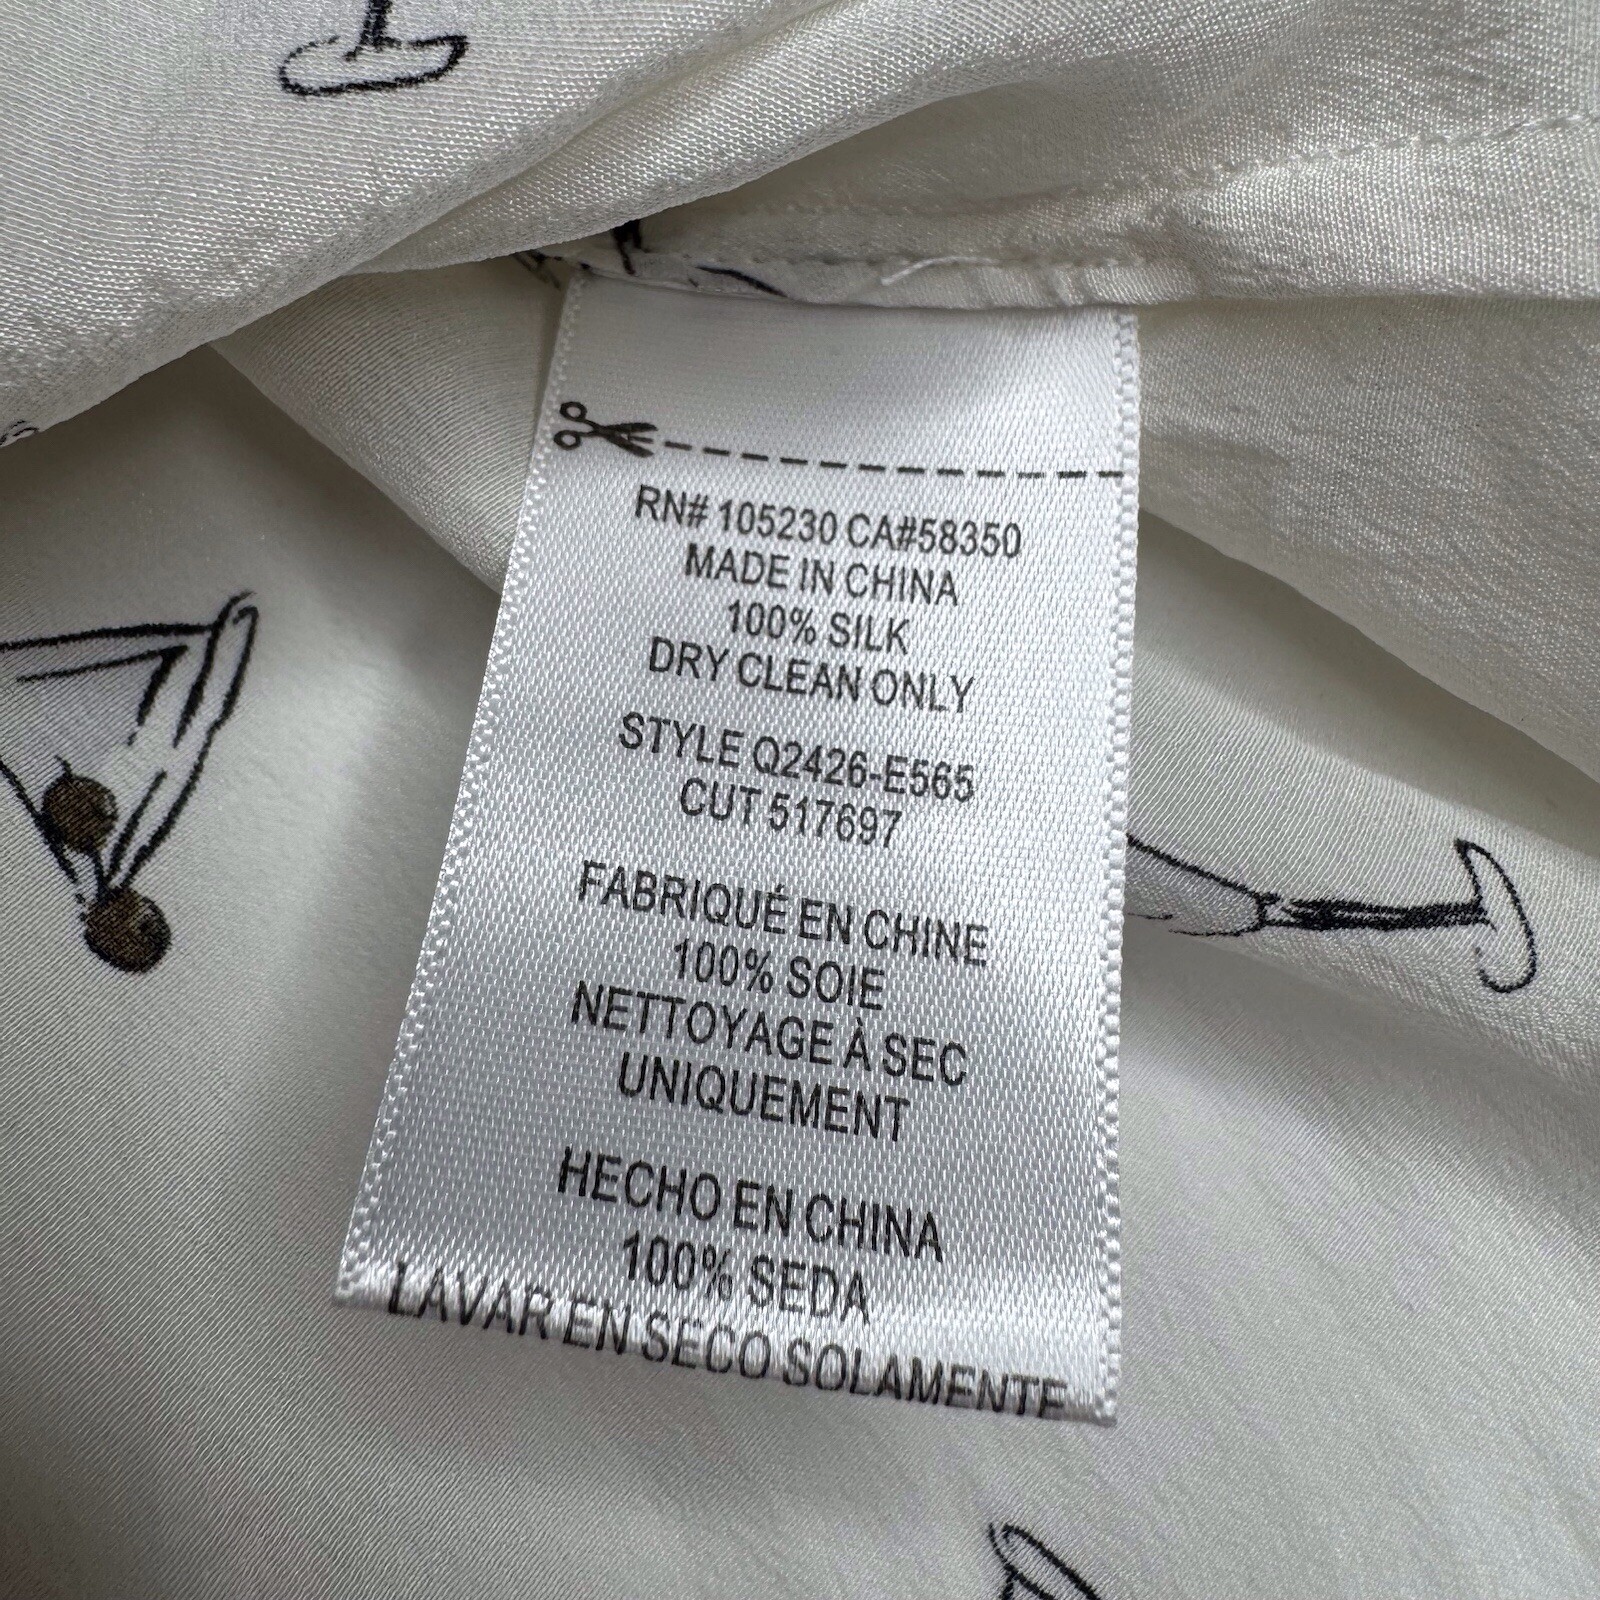 RN# 105230 CA#58350
MADE IN CHINA
100% SILK
DRY CLEAN ONLY
STYLE Q2426-E565
CUT 517697
FABRIQUÉ EN CHINE
100% SOIE
NETTOYAGE À SEC
UNIQUEMENT
HECHO EN CHINA
100% SEDA
LAVAR EN SECO SOLAMENTE